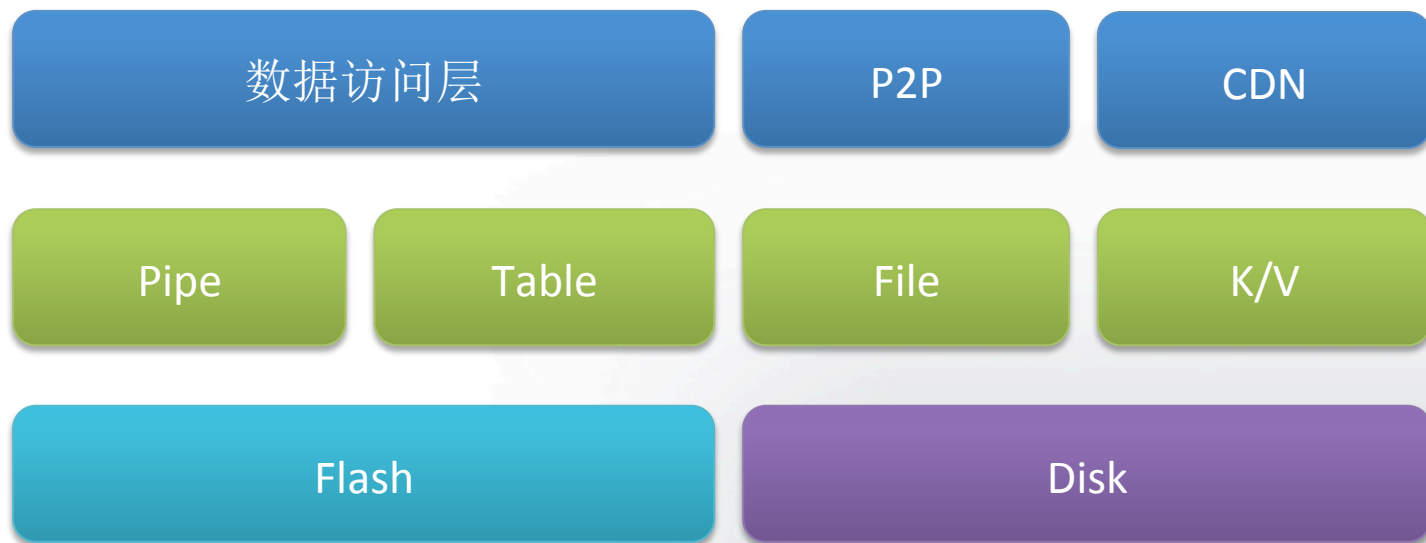 数据访问层
P2P
CDN
Pipe
Table
File
K/V
Flash
Disk